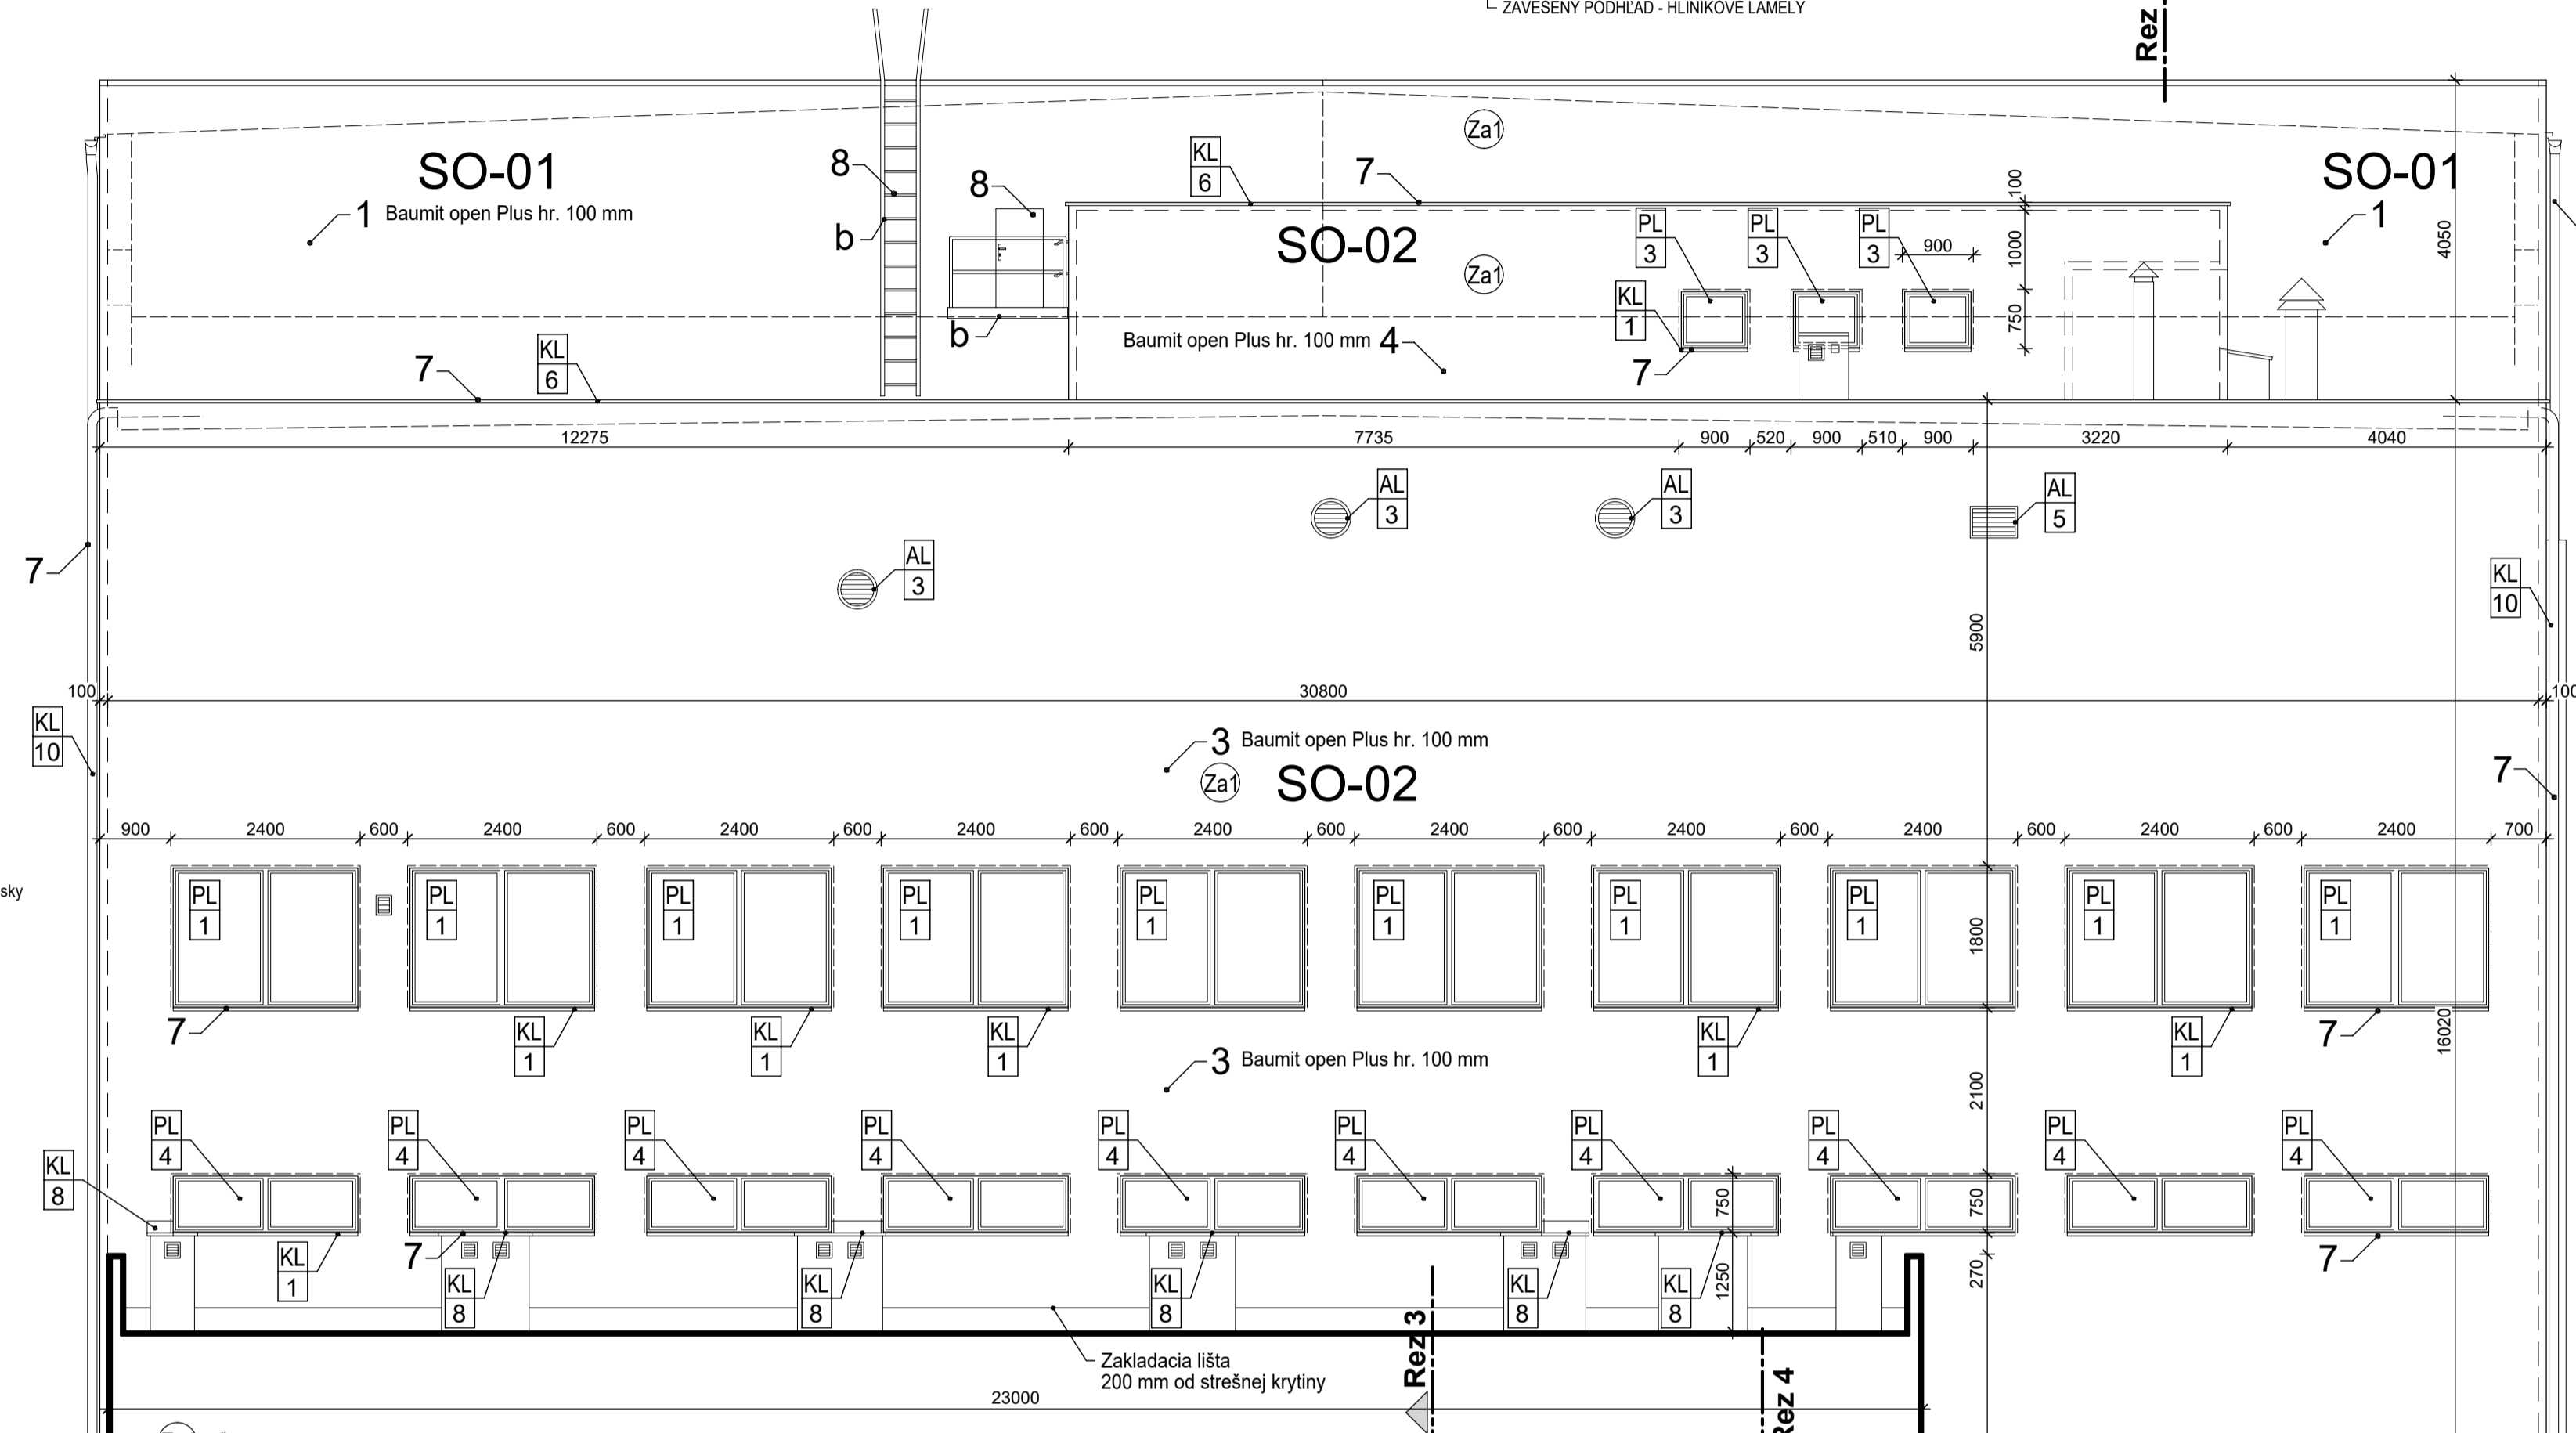 ZAVESENÝ PODHĽAD - HLINÍKOVÉ LAMELY
Rez
SO-01
1 Baumit open Plus hr. 100 mm
8
b
8
b
KL
6
7
Za1
SO-01
1
4050
SO-02
Za1
PL
3
PL
3
PL
3
900
100
1000
750
KL
1
7
Baumit open Plus hr. 100 mm 4
7
KL
6
12275
7735
900
520
900
510
900
3220
4040
AL
3
AL
3
AL
5
AL
3
7
KL
10
5900
100
30800
100
KL
10
3 Baumit open Plus hr. 100 mm
Za1
SO-02
7
900
2400
600
2400
600
2400
600
2400
600
2400
600
2400
600
2400
600
2400
600
2400
600
2400
700
sky
PL
1
PL
1
PL
1
PL
1
PL
1
PL
1
PL
1
PL
1
PL
1
PL
1
1800
7
KL
1
KL
1
KL
1
KL
1
KL
1
7
16020
3 Baumit open Plus hr. 100 mm
2100
PL
4
PL
4
PL
4
PL
4
PL
4
PL
4
PL
4
PL
4
PL
4
PL
4
KL
8
750
750
KL
1
7
KL
8
KL
8
KL
8
KL
8
KL
8
1250
270
7
Zakladacia lišta
200 mm od strešnej krytiny
Rez 3
Rez 4
23000